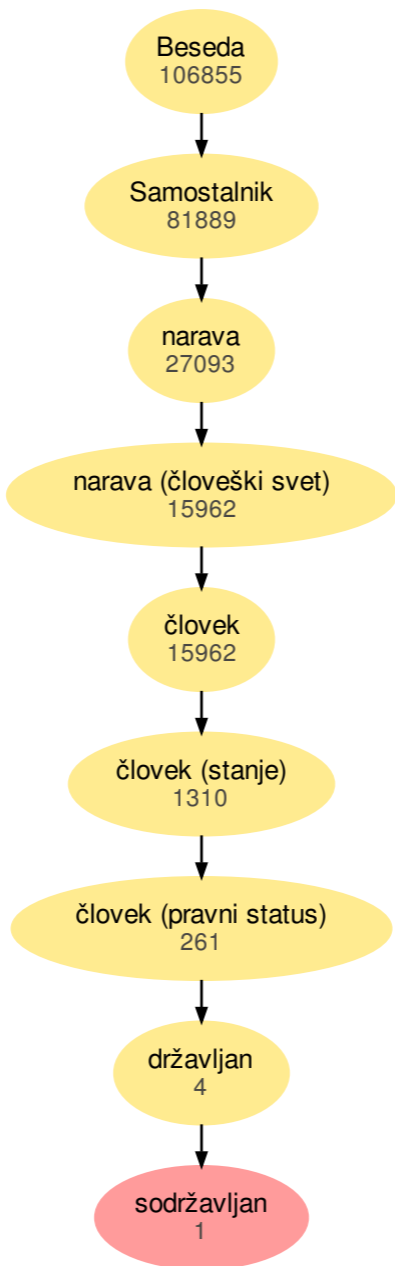 Beseda
106855
Samostalnik
81889
narava
27093
narava (človeški svet)
15962
človek
15962
človek (stanje)
1310
človek (pravni status)
261
državljan
4
sodržavljan
1